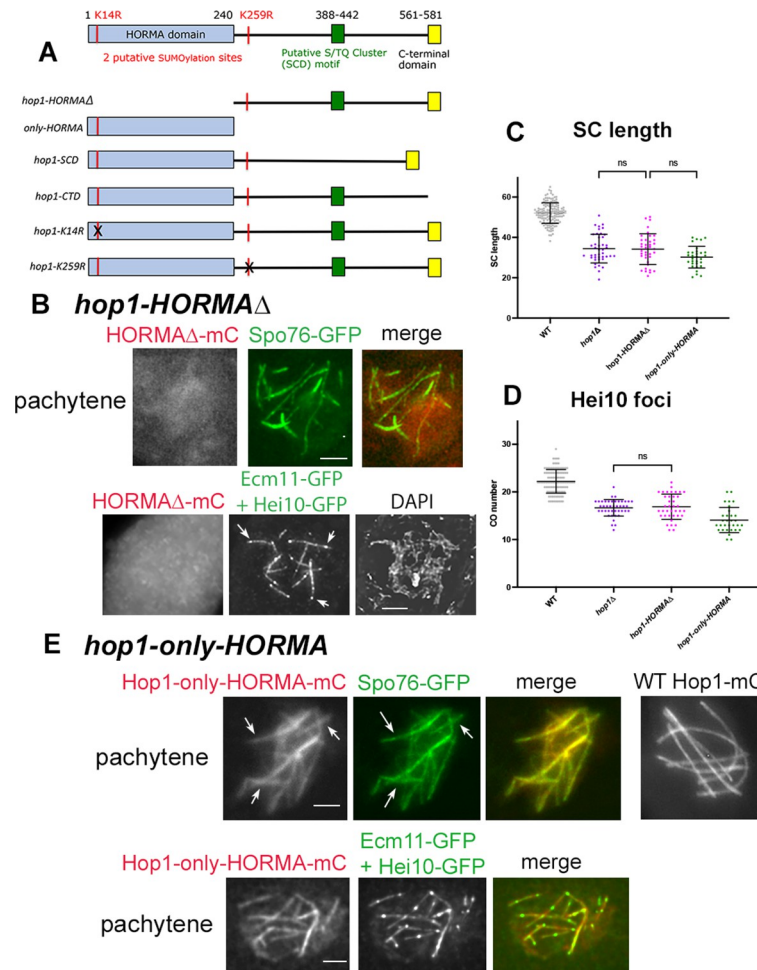 1 K14R 240 K259R 388-442 561-581
HORMA domain
A
2 putative SUMOylation sites
Putative S/TQ Cluster
(SCD) motif
C-terminal
domain
hop1-HORMAΔ
only-HORMA
hop1-SCD
hop1-CTD
hop1-K14R
X
hop1-K259R
X
B hop1-HORMAΔ
HORMAΔ-mC Spo76-GFP merge
pachytene
HORMAΔ-mC
Ecm11-GFP
+ Hei10-GFP
DAPI
C SC length
ns ns
SC length
60
40
20
0
WT hop1Δ hop1-HORMAΔ hop1-only-HORMA
D Hei10 foci
ns
CO number
30
20
10
0
WT hop1Δ hop1-HORMAΔ hop1-only-HORMA
E hop1-only-HORMA
Hop1-only-HORMA-mC Spo76-GFP merge WT Hop1-mC
pachytene
Hop1-only-HORMA-mC
Ecm11-GFP
+ Hei10-GFP
merge
pachytene